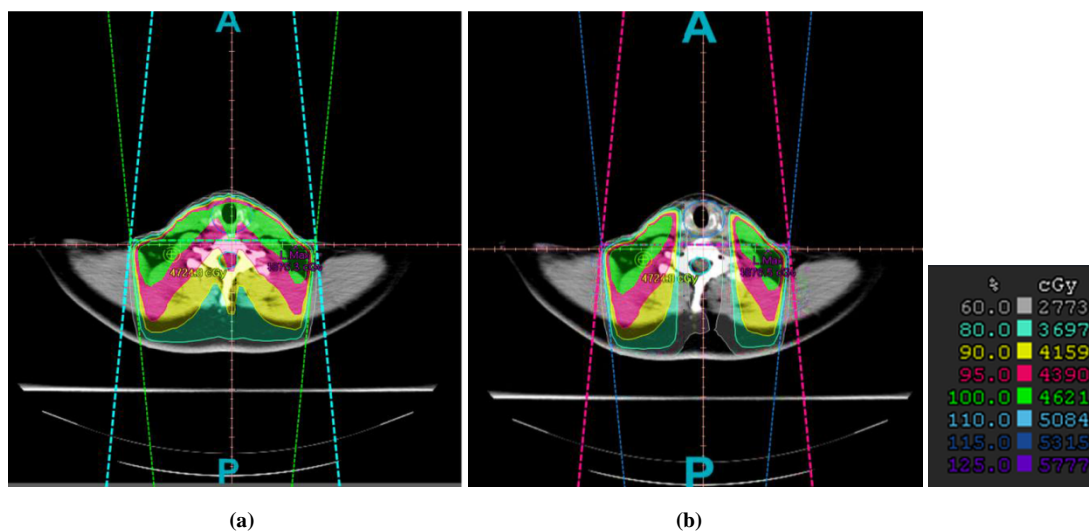 A
A
4724.0 cGy
4724.0 cGy
L Max
P
P
% cGy
60.0 2773
80.0 3697
90.0 4159
95.0 4390
100.0 4621
110.0 5084
115.0 5315
125.0 5777
(a)
(b)